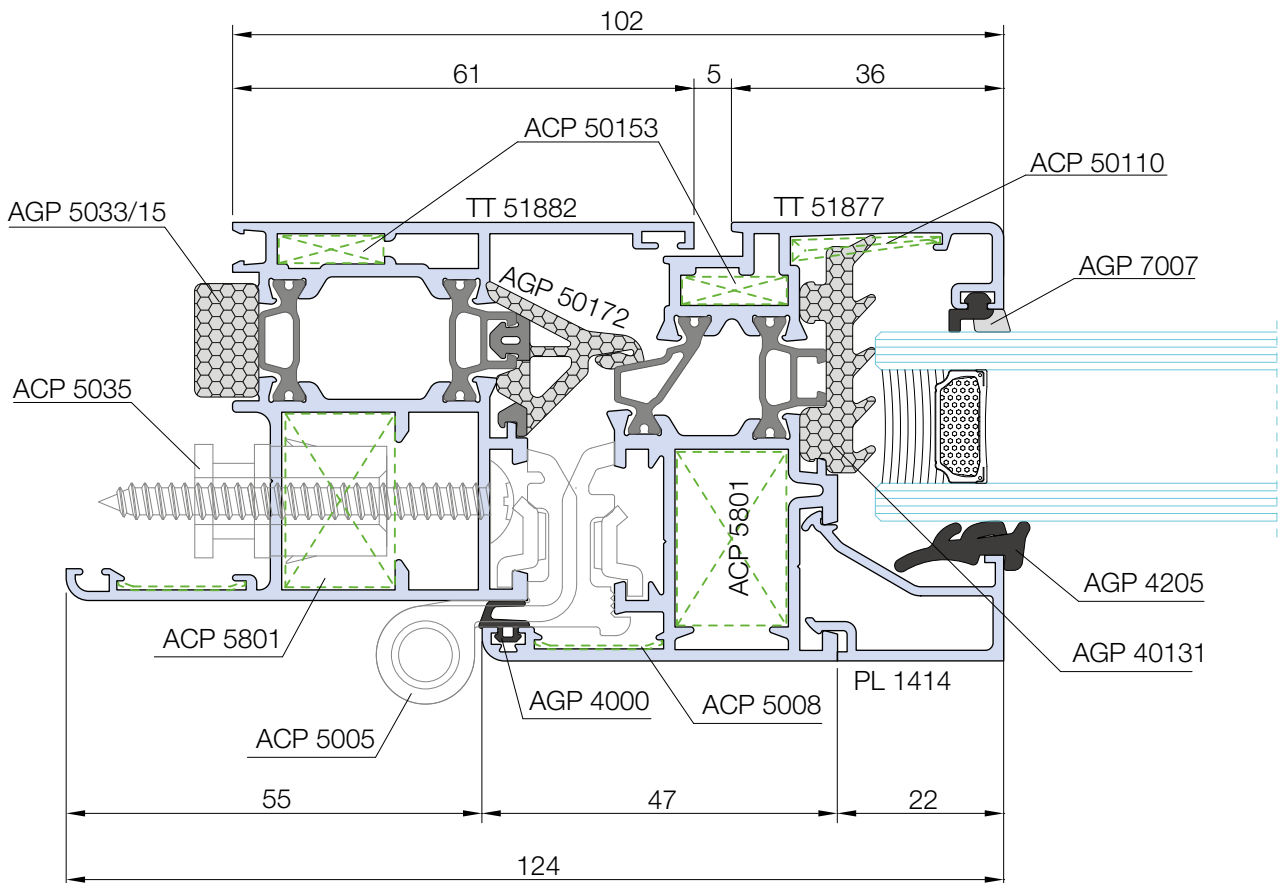 102
61
5
36
ACP 50153
ACP 50110
AGP 5033/15
TT 51882
TT 51877
AGP 50172
AGP 7007
ACP 5035
ACP 5801
AGP 4205
ACP 5801
AGP 40131
PL 1414
AGP 4000
ACP 5008
ACP 5005
55
47
22
124